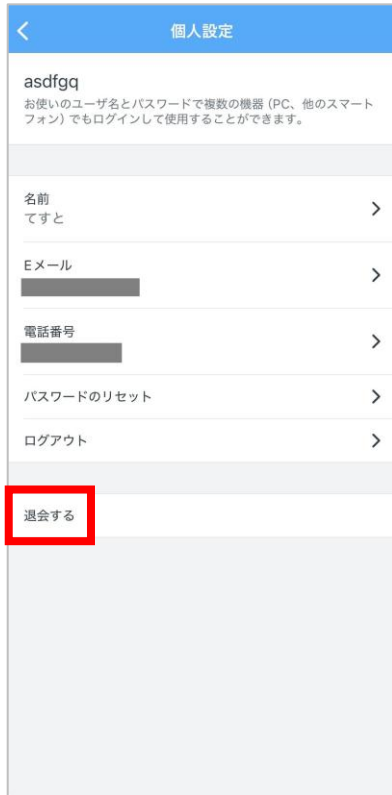 個人設定
asdfgq
お使いのユーザ名とパスワードで複数の機器 (PC、他のスマート
フォン) でもログインして使用することができます。
名前
てすと
Eメール
電話番号
パスワードのリセット
ログアウト
退会する